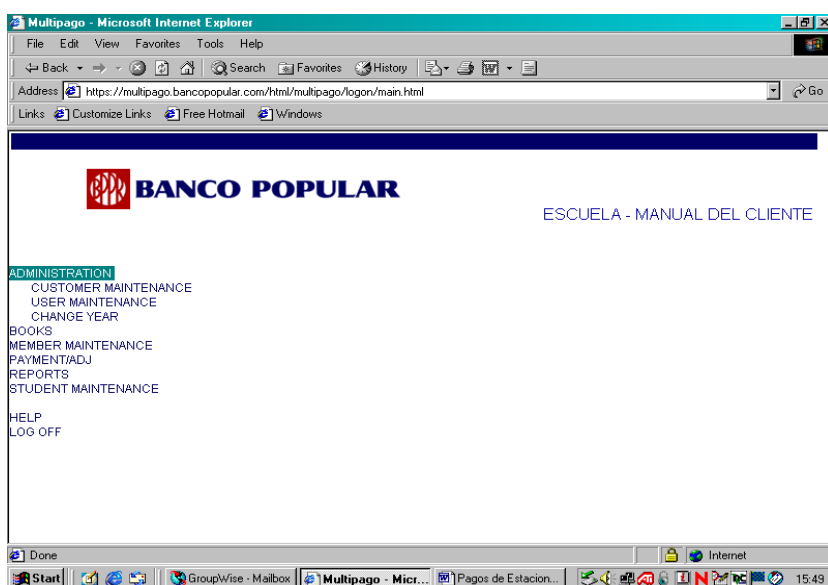 Multipago - Microsoft Internet Explorer
File Edit View Favorites Tools Help
Back Search Favorites History
Address https://multipago.bancopopular.com/html/multipago/logon/main.html Go
Links Customize Links Free Hotmail Windows
BANCO POPULAR
ESCUELA - MANUAL DEL CLIENTE
ADMINISTRATION
CUSTOMER MAINTENANCE
USER MAINTENANCE
CHANGE YEAR
BOOKS
MEMBER MAINTENANCE
PAYMENT/ADJ
REPORTS
STUDENT MAINTENANCE
HELP
LOG OFF
Done Internet
Start GroupWise - Mailbox Multipago - Micr... Pagos de Estacion... 15:49